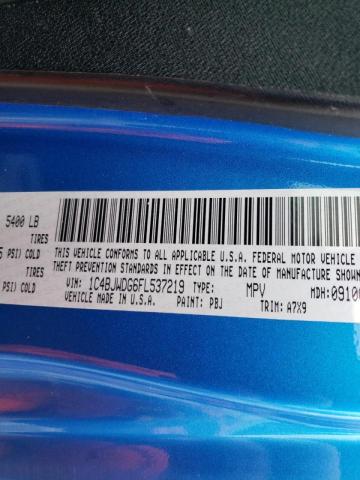 5400 LB
TIRES
PSI) COLD
TIRES
PSI) COLD
THIS VEHICLE CONFORMS TO ALL APPLICABLE U.S.A. FEDERAL MOTOR VEHICLE
THEFT PREVENTION STANDARDS IN EFFECT ON THE DATE OF MANUFACTURE SHOWN
VIN: 1C4BJWDG6FL537219 TYPE: MPV MDH: 0910
VEHICLE MADE IN U.S.A. PAINT: PBJ TRIM: A7X9